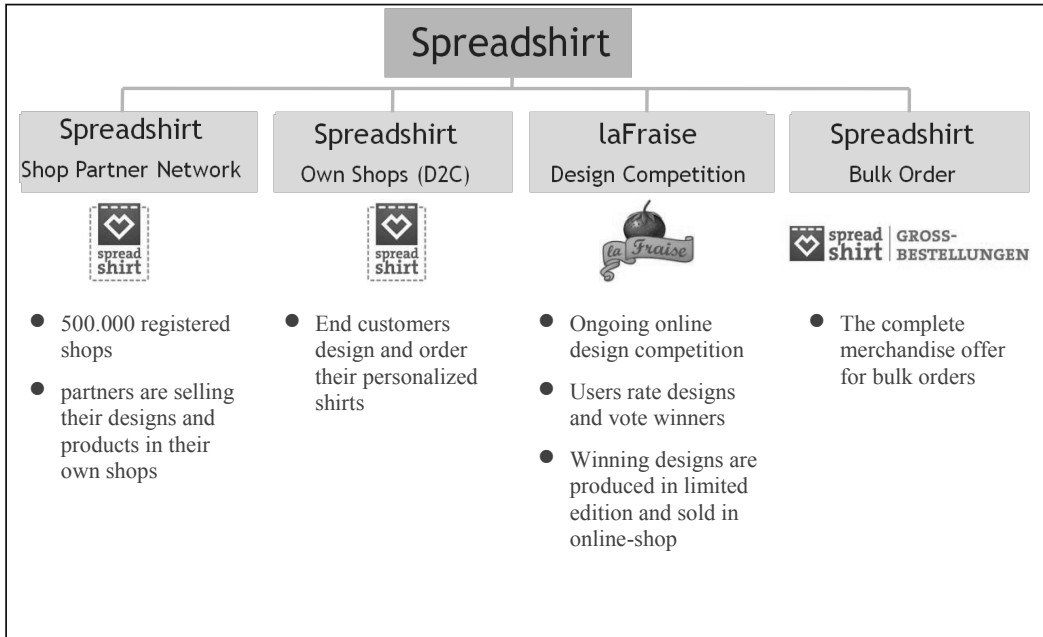 Spreadshirt
Spreadshirt
Shop Partner Network
spread
shirt
● 500.000 registered
shops
● partners are selling
their designs and
products in their
own shops
Spreadshirt
Own Shops (D2C)
spread
shirt
● End customers
design and order
their personalized
shirts
laFraise
Design Competition
la Fraise
● Ongoing online
design competition
● Users rate designs
and vote winners
● Winning designs are
produced in limited
edition and sold in
online-shop
Spreadshirt
Bulk Order
spread
shirt
GROSS-
BESTELLUNGEN
● The complete
merchandise offer
for bulk orders